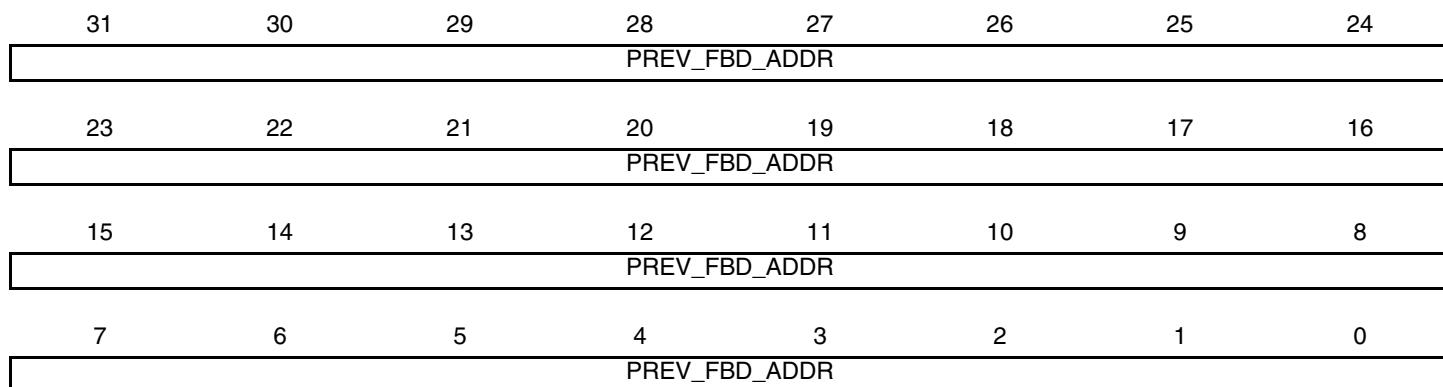 31 30 29 28 27 26 25 24
PREV_FBD_ADDR
23 22 21 20 19 18 17 16
PREV_FBD_ADDR
15 14 13 12 11 10 9 8
PREV_FBD_ADDR
7 6 5 4 3 2 1 0
PREV_FBD_ADDR